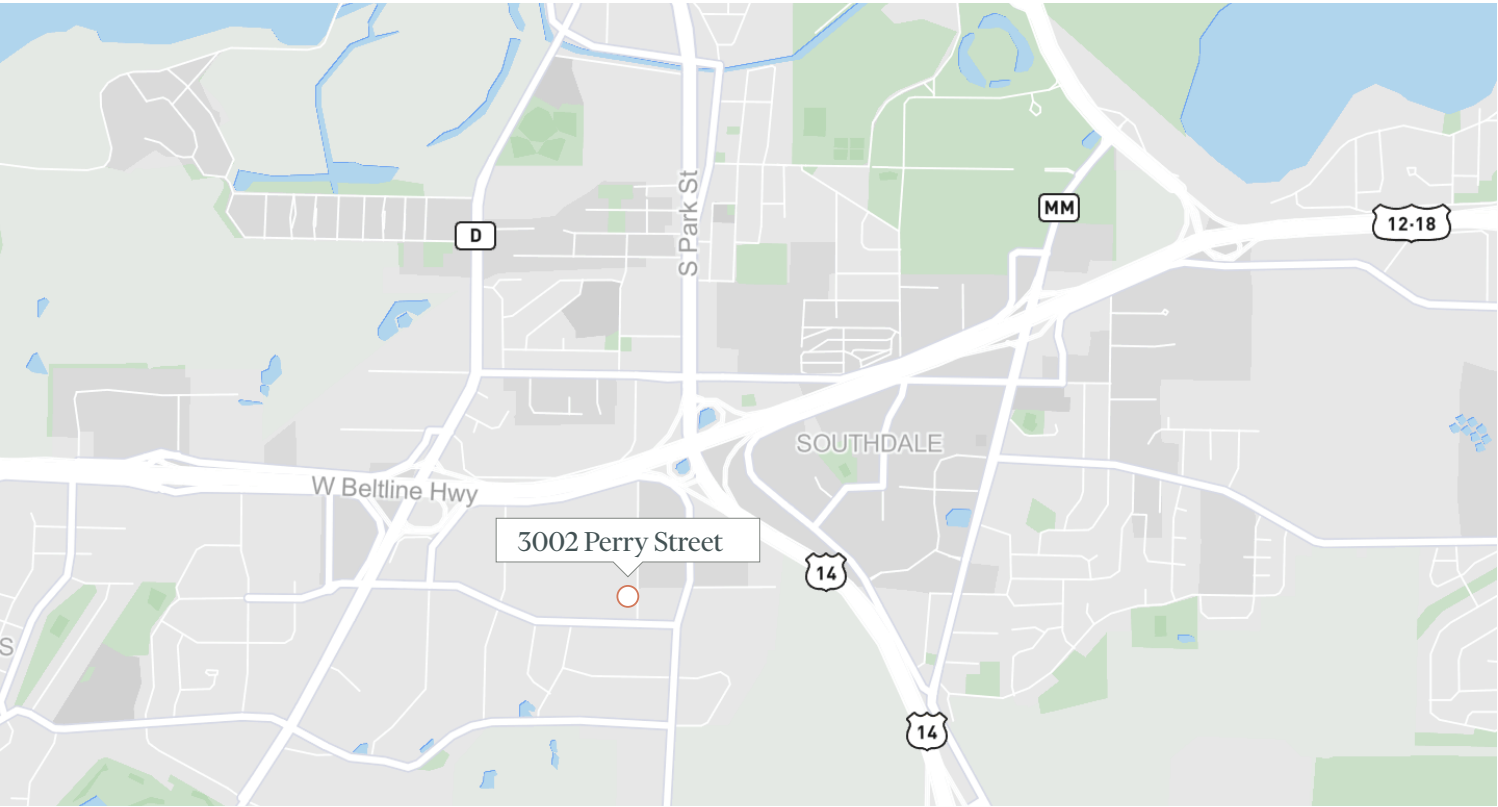 S Park St
MM
12·18
D
SOUTHDALE
W Beltline Hwy
3002 Perry Street
14
S
14